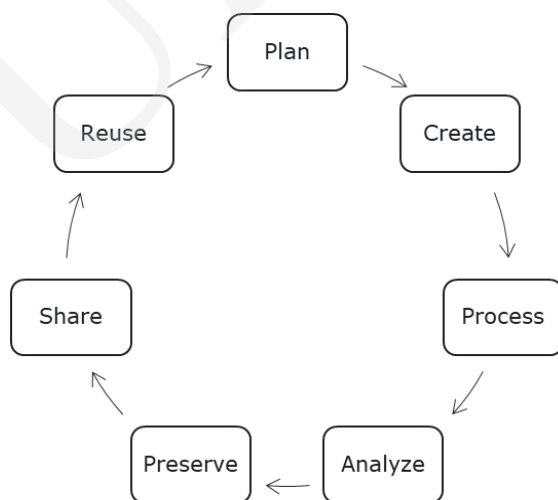 Plan
Create
Process
Analyze
Preserve
Share
Reuse